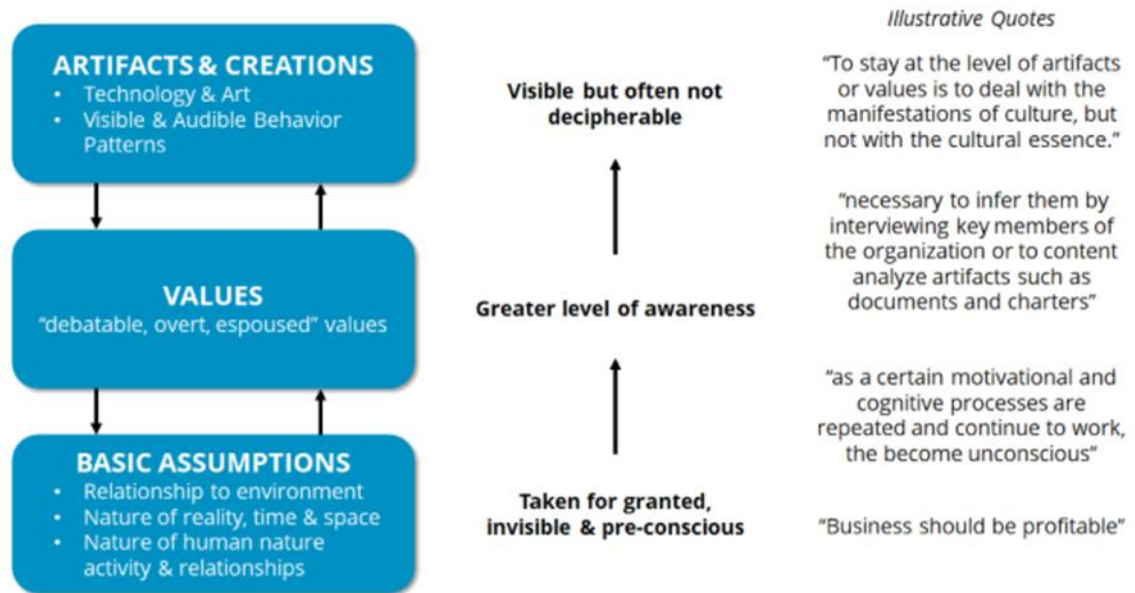 Illustrative Quotes
ARTIFACTS & CREATIONS
• Technology & Art
• Visible & Audible Behavior
Patterns
Visible but often not
decipherable
“To stay at the level of artifacts
or values is to deal with the
manifestations of culture, but
not with the cultural essence.”
“necessary to infer them by
interviewing key members of
the organization or to content
analyze artifacts such as
documents and charters”
VALUES
“debatable, overt, espoused” values
Greater level of awareness
“as a certain motivational and
cognitive processes are
repeated and continue to work,
the become unconscious”
BASIC ASSUMPTIONS
• Relationship to environment
• Nature of reality, time & space
• Nature of human nature
activity & relationships
Taken for granted,
invisible & pre-conscious
“Business should be profitable”